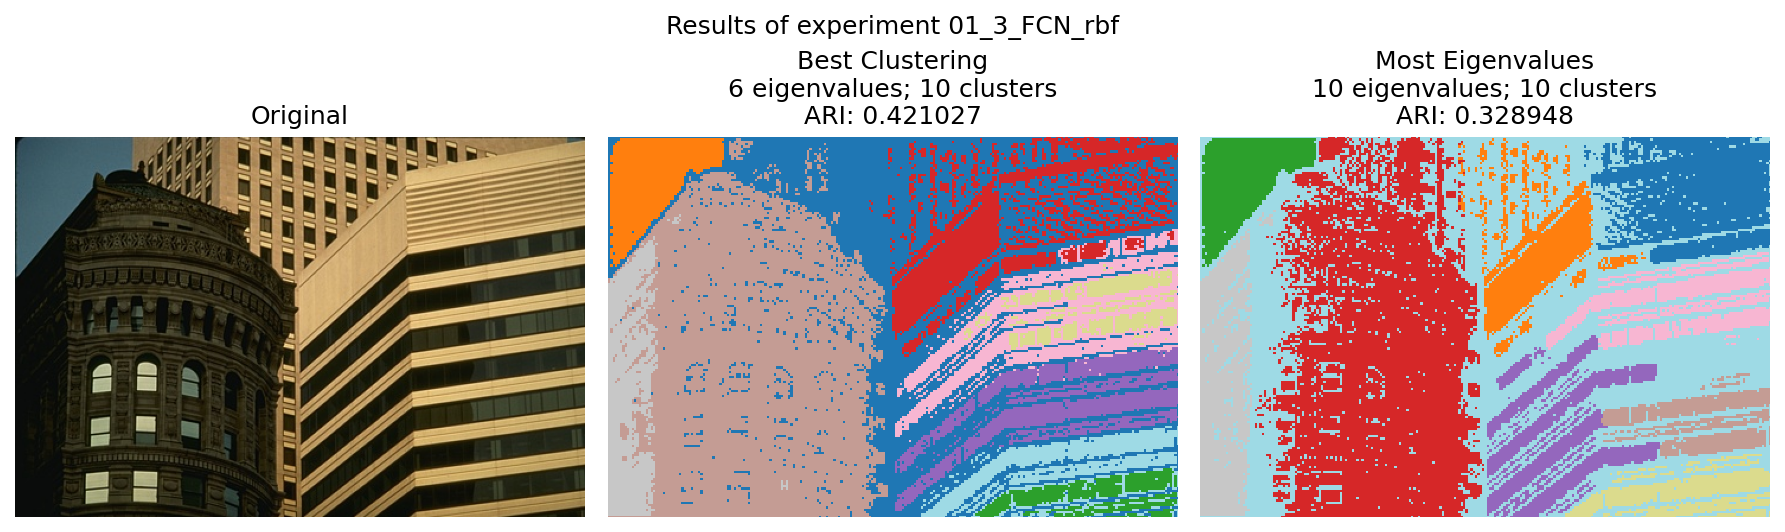 Results of experiment 01_3_FCN_rbf
Original
Best Clustering
6 eigenvalues; 10 clusters
ARI: 0.421027
Most Eigenvalues
10 eigenvalues; 10 clusters
ARI: 0.328948